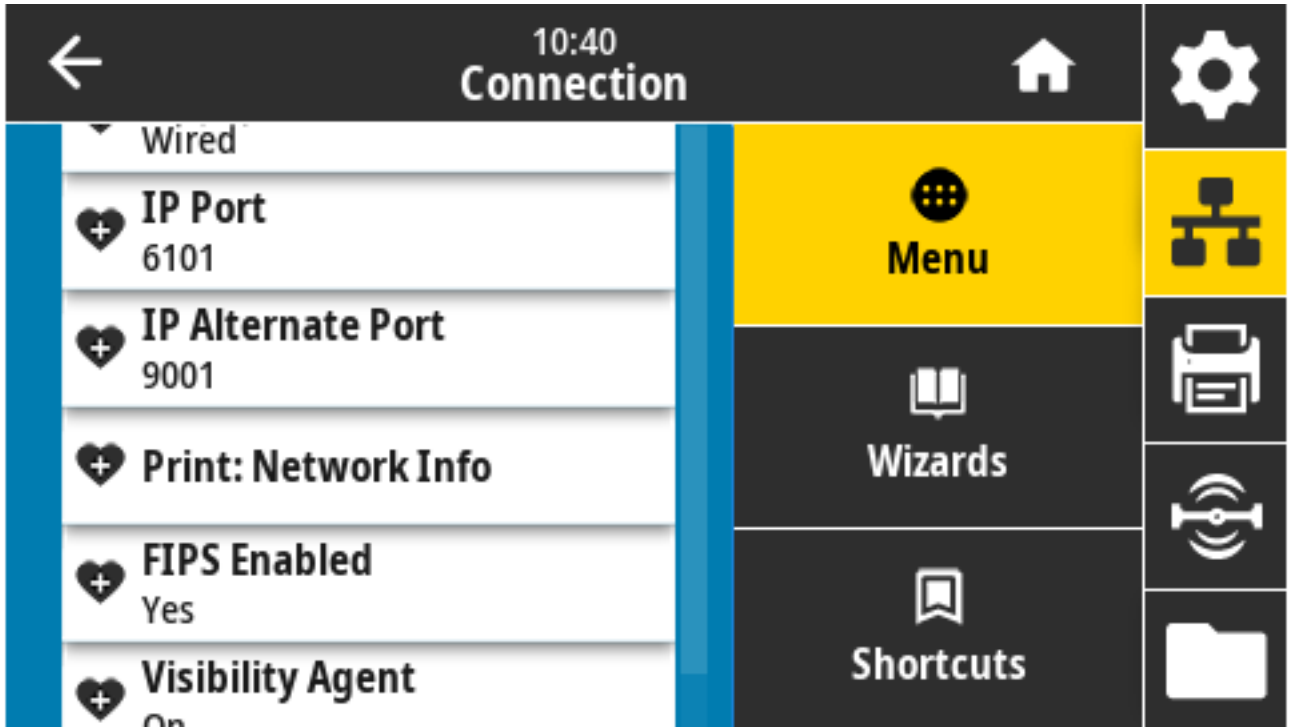 10:40
Connection
Wired
IP Port
6101
IP Alternate Port
9001
Print: Network Info
FIPS Enabled
Yes
Visibility Agent
On
Menu
Wizards
Shortcuts